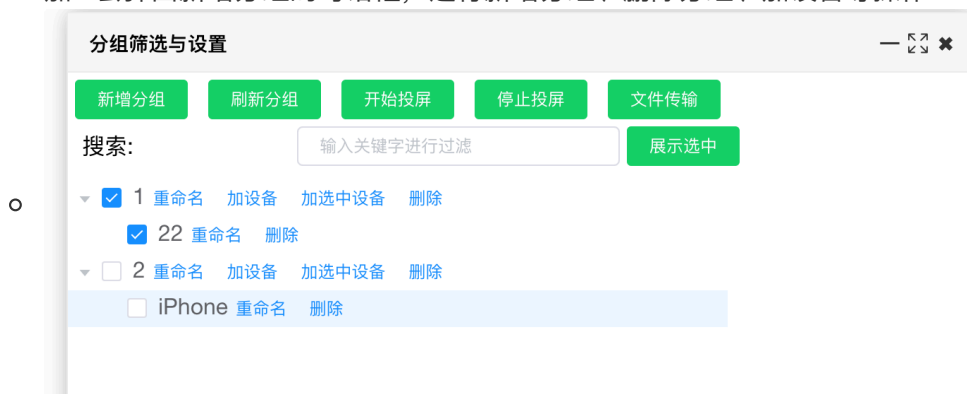 分组筛选与设置
新增分组 刷新分组 开始投屏 停止投屏 文件传输
搜索: 输入关键字进行过滤 展示选中
1 重命名 加设备 加选中设备 删除
22 重命名 删除
2 重命名 加设备 加选中设备 删除
iPhone 重命名 删除